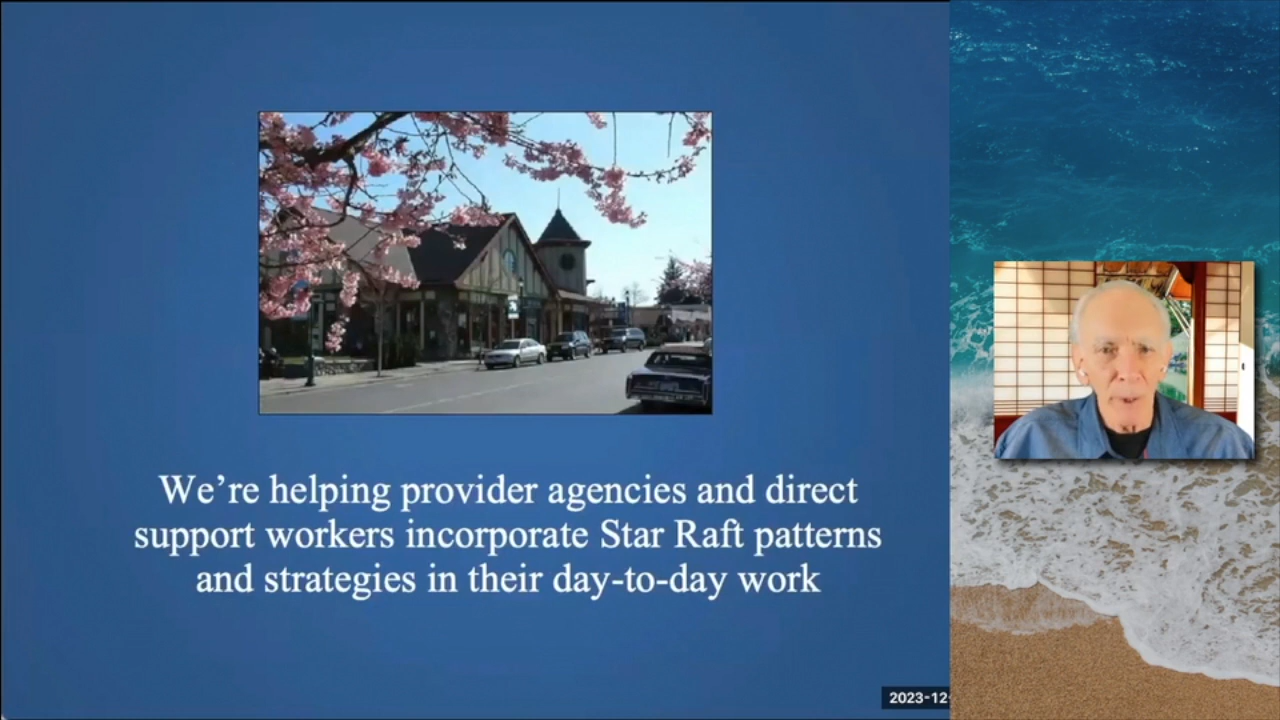 We're helping provider agencies and direct
support workers incorporate Star Raft patterns
and strategies in their day-to-day work
2023-12-